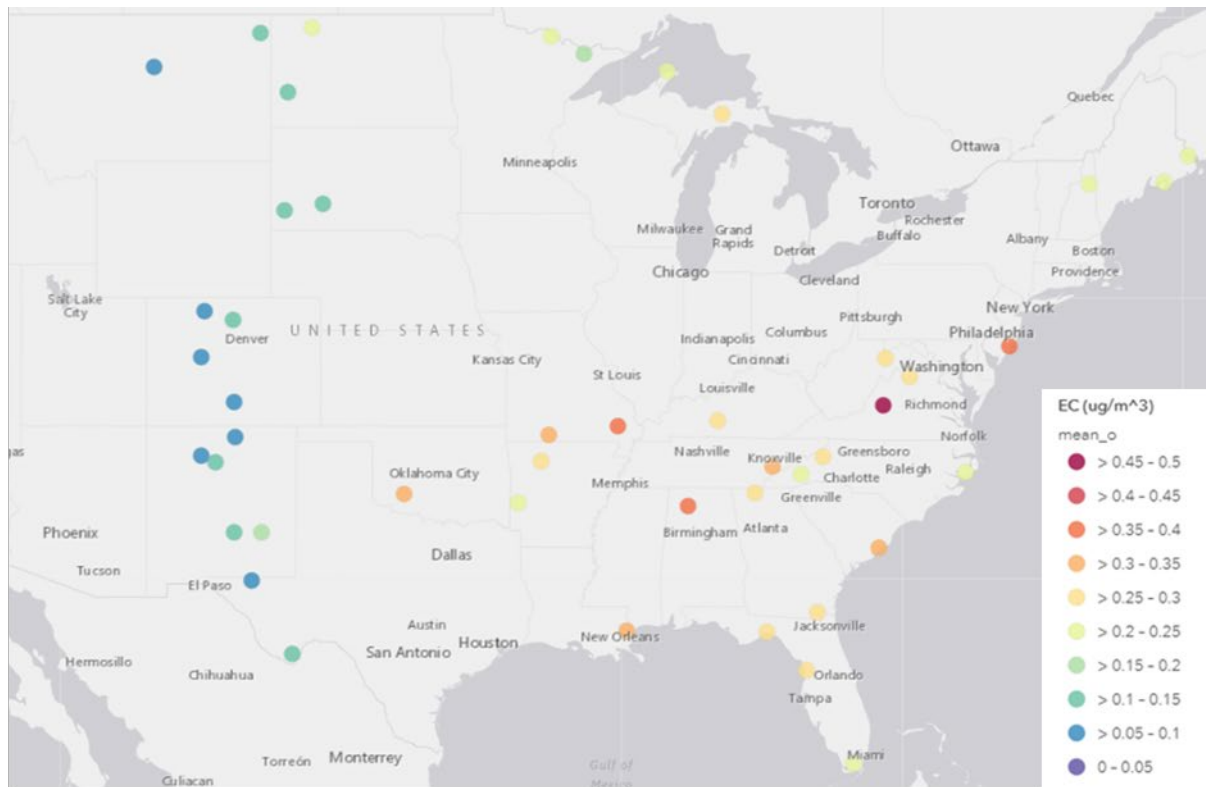 Quebec
Ottawa
Minneapolis
Toronto
Rochester
Buffalo
Milwaukee
Grand
Rapids
Detroit
Albany
Boston
Providence
Chicago
Cleveland
Salt Lake
City
New York
Pittsburgh
Philadelphia
Denver
UNITED STATES
Indianapolis
Columbus
Kansas City
Cincinnati
Washington
St Louis
Louisville
Richmond
Norfolk
gas
Nashville
Knoxville
Greensboro
Raleigh
Oklahoma City
Memphis
Charlotte
Greenville
Phoenix
Birmingham
Atlanta
Dallas
Tucson
El Paso
Austin
Houston
New Orleans
Jacksonville
San Antonio
Hermosillo
Chihuahua
Orlando
Tampa
Torreón
Monterrey
Miami
Gulf of
Mexico
Culiacan
EC (ug/m^3)
mean_o
> 0.45 - 0.5
> 0.4 - 0.45
> 0.35 - 0.4
> 0.3 - 0.35
> 0.25 - 0.3
> 0.2 - 0.25
> 0.15 - 0.2
> 0.1 - 0.15
> 0.05 - 0.1
0 - 0.05